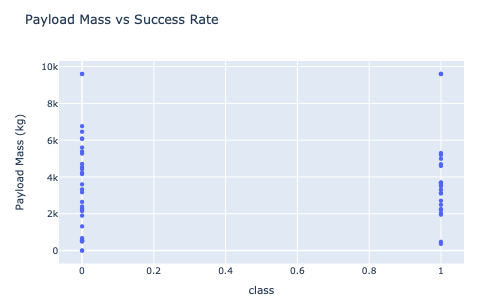 Payload Mass vs Success Rate
10k
8k
6k
4k
2k
0
Payload Mass (kg)
0 0.2 0.4 0.6 0.8 1
class